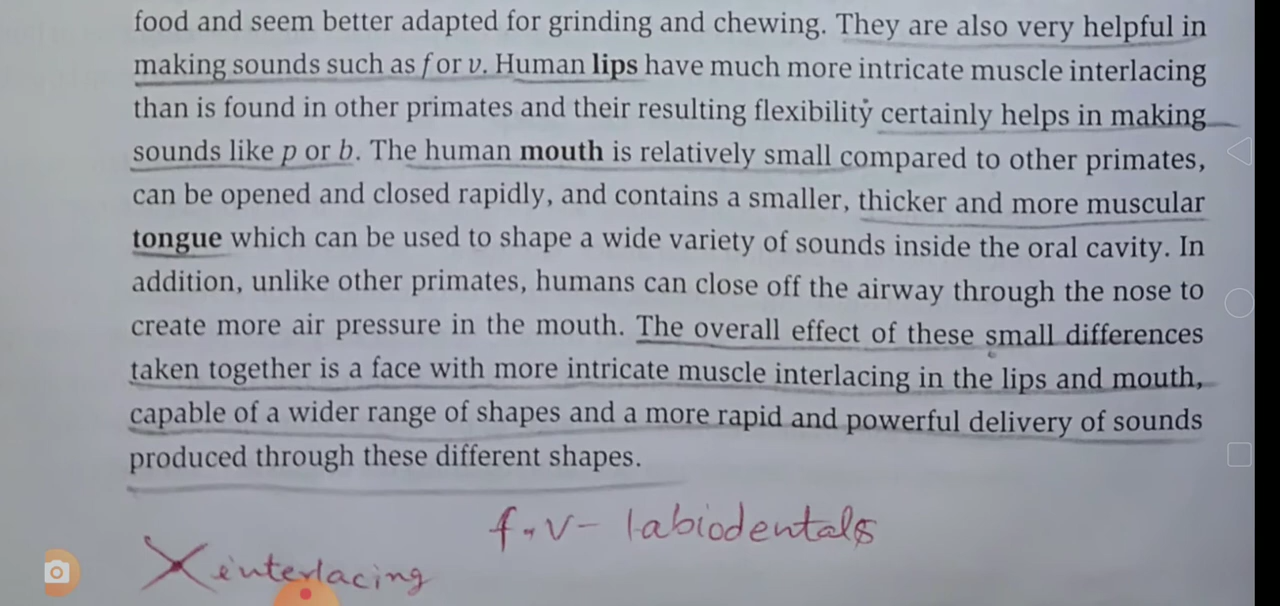 food and seem better adapted for grinding and chewing. They are also very helpful in
making sounds such as f or v. Human lips have much more intricate muscle interlacing
than is found in other primates and their resulting flexibility certainly helps in making
sounds like p or b. The human mouth is relatively small compared to other primates,
can be opened and closed rapidly, and contains a smaller, thicker and more muscular
tongue which can be used to shape a wide variety of sounds inside the oral cavity. In
addition, unlike other primates, humans can close off the airway through the nose to
create more air pressure in the mouth. The overall effect of these small differences
taken together is a face with more intricate muscle interlacing in the lips and mouth,
capable of a wider range of shapes and a more rapid and powerful delivery of sounds
produced through these different shapes.
f, v - labiodentals
interlacing